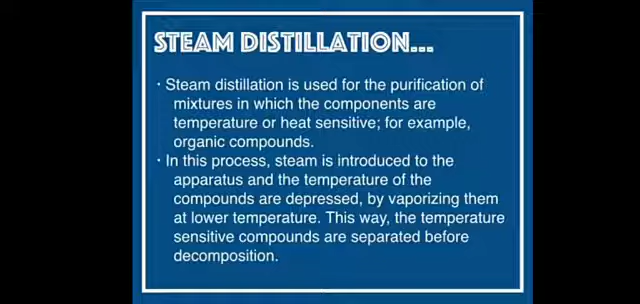 STEAM DISTILLATION...
· Steam distillation is used for the purification of
mixtures in which the components are
temperature or heat sensitive; for example,
organic compounds.
· In this process, steam is introduced to the
apparatus and the temperature of the
compounds are depressed, by vaporizing them
at lower temperature. This way, the temperature
sensitive compounds are separated before
decomposition.